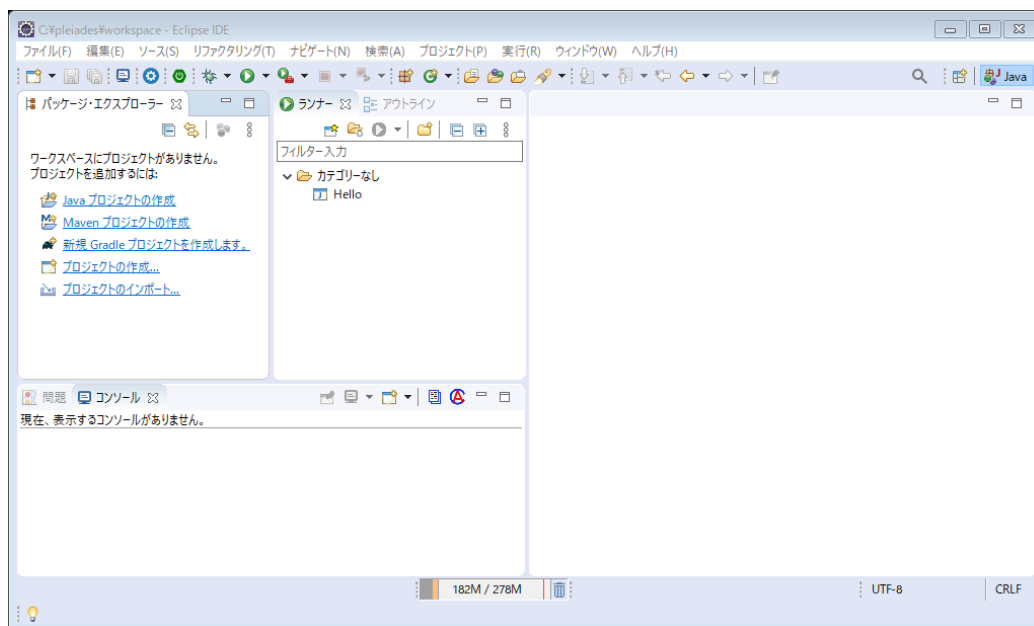 C:¥pleiades¥workspace - Eclipse IDE
ファイル(F) 編集(E) ソース(S) リファクタリング(T) ナビゲート(N) 検索(A) プロジェクト(P) 実行(R) ウィンドウ(W) ヘルプ(H)
Java
パッケージ・エクスプローラー
ランナー アウトライン
フィルター入力
ワークスペースにプロジェクトがありません。
プロジェクトを追加するには:
Java プロジェクトの作成
Maven プロジェクトの作成
新規 Gradle プロジェクトを作成します。
プロジェクトの作成...
プロジェクトのインポート...
カテゴリーなし
Hello
問題 コンソール
現在、表示するコンソールがありません。
182M / 278M
UTF-8
CRLF